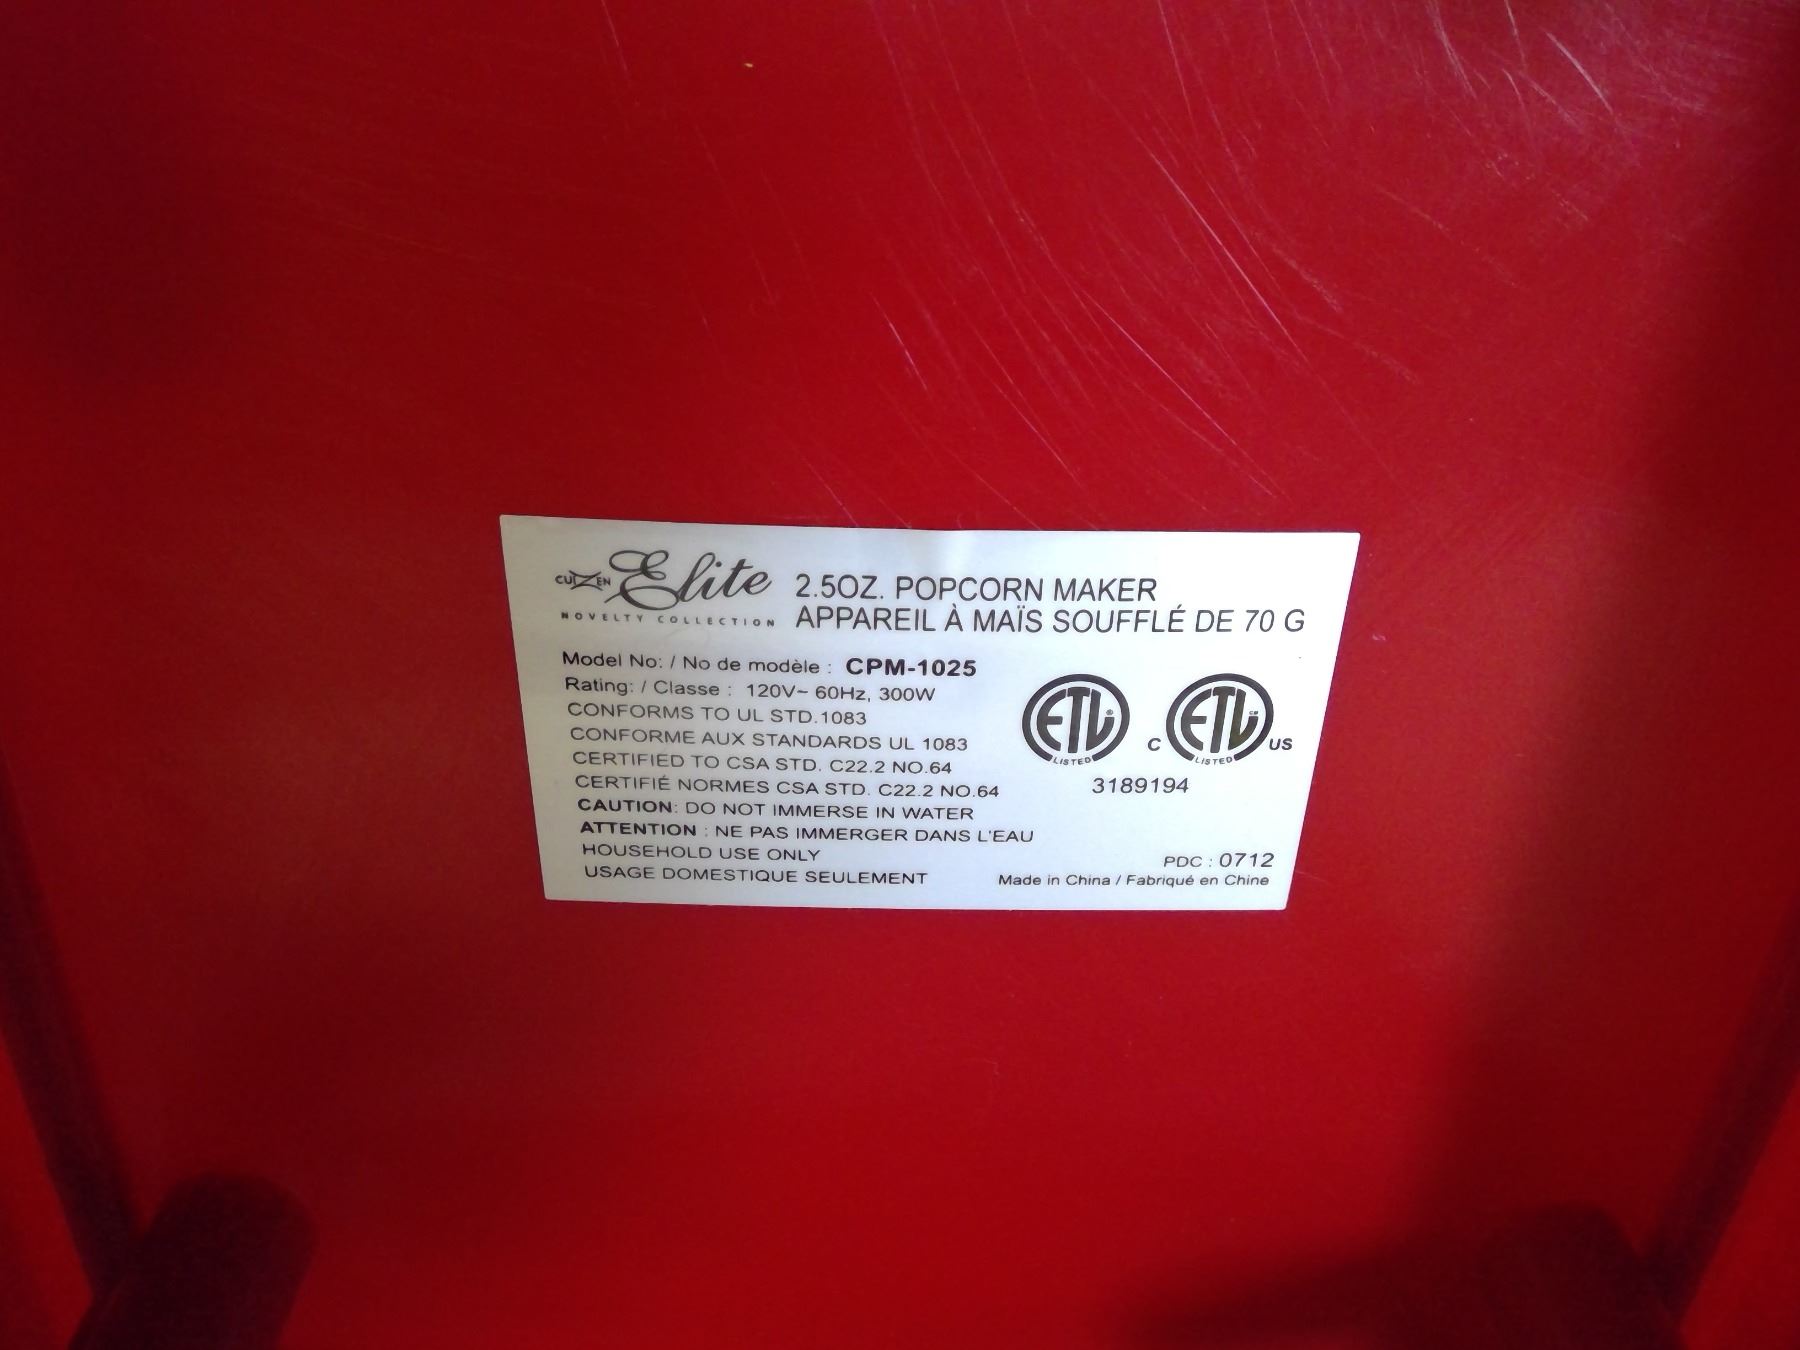 CUIZEN Elite
NOVELTY COLLECTION
2.5OZ. POPCORN MAKER
APPAREIL À MAÏS SOUFFLÉ DE 70 G
Model No: / No de modèle : CPM-1025
Rating: / Classe : 120V~ 60Hz, 300W
CONFORMS TO UL STD.1083
CONFORME AUX STANDARDS UL 1083
CERTIFIED TO CSA STD. C22.2 NO.64
CERTIFIÉ NORMES CSA STD. C22.2 NO.64
CAUTION: DO NOT IMMERSE IN WATER
ATTENTION : NE PAS IMMERGER DANS L'EAU
HOUSEHOLD USE ONLY
USAGE DOMESTIQUE SEULEMENT
ETL ® LISTED
C ETL CM US LISTED
3189194
PDC : 0712
Made in China / Fabriqué en Chine